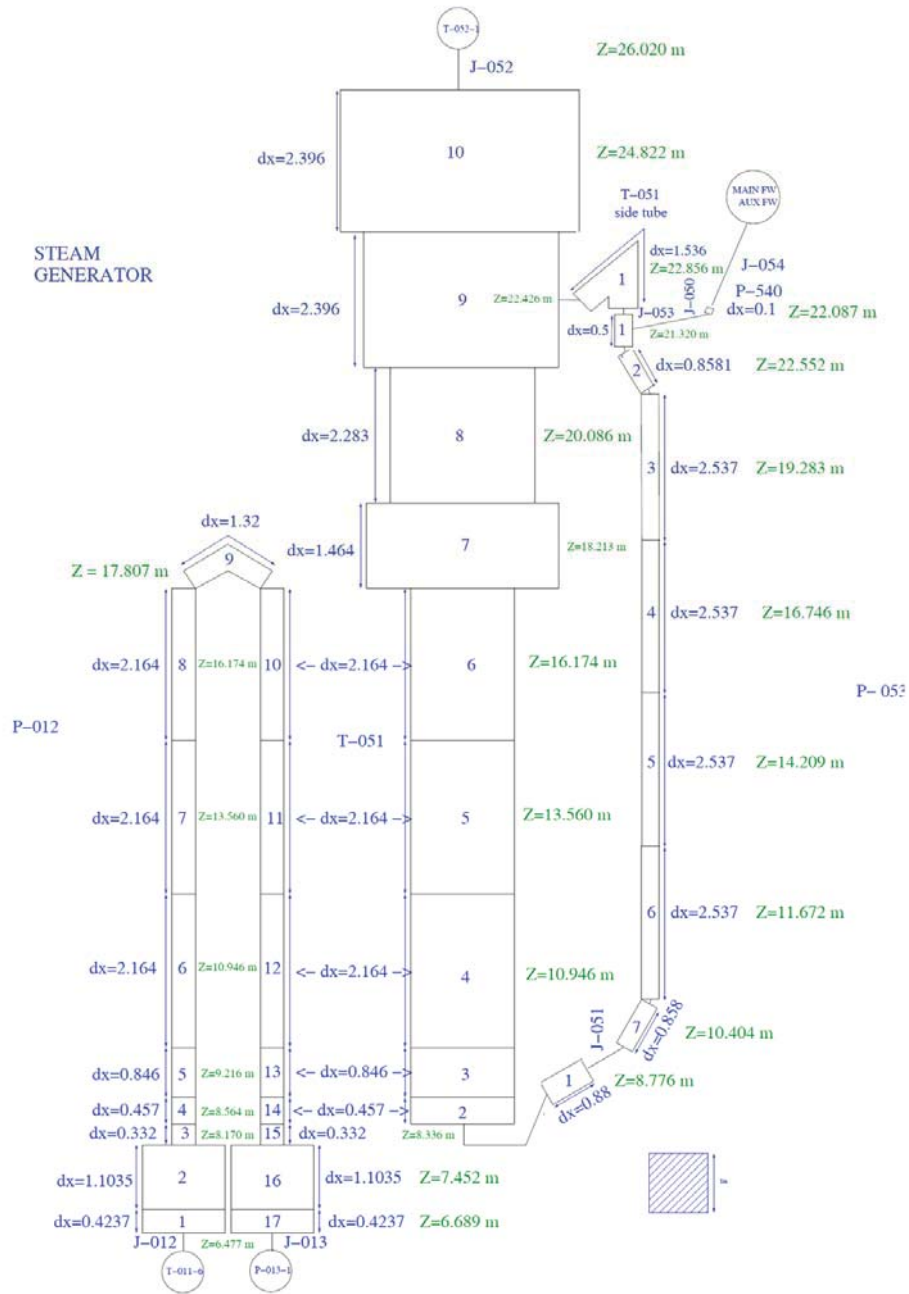 T-052-1
Z=26.020 m
J-052
10
dx=2.396
Z=24.822 m
MAIN FW
AUX FW
T-051
side tube
STEAM
GENERATOR
dx=1.536
J-054
1
Z=22.856 m
9
Z=22.426 m
J-050
P-540
dx=2.396
J-053
dx=0.1
Z=22.087 m
dx=0.5
1
Z=21.320 m
2
dx=0.8581
Z=22.552 m
dx=2.283
8
Z=20.086 m
3
dx=2.537
Z=19.283 m
dx=1.32
dx=1.464
7
Z=18.213 m
9
Z = 17.807 m
4
dx=2.537
Z=16.746 m
dx=2.164
8
Z=16.174 m
10
<- dx=2.164 ->
6
Z=16.174 m
P-012
T-051
P-053
5
dx=2.537
Z=14.209 m
dx=2.164
7
Z=13.560 m
11
<- dx=2.164 ->
5
Z=13.560 m
6
dx=2.537
Z=11.672 m
dx=2.164
6
Z=10.946 m
12
<- dx=2.164 ->
4
Z=10.946 m
J-051
7
dx=0.858
Z=10.404 m
dx=0.846
5
Z=9.216 m
13
<- dx=0.846 ->
3
1
dx=0.88
Z=8.776 m
dx=0.457
4
Z=8.564 m
14
<- dx=0.457 ->
2
dx=0.332
3
Z=8.170 m
15
dx=0.332
Z=8.336 m
dx=1.1035
2
16
dx=1.1035
Z=7.452 m
dx=0.4237
1
17
dx=0.4237
Z=6.689 m
J-012
Z=6.477 m
J-013
T-011-6
P-013-1